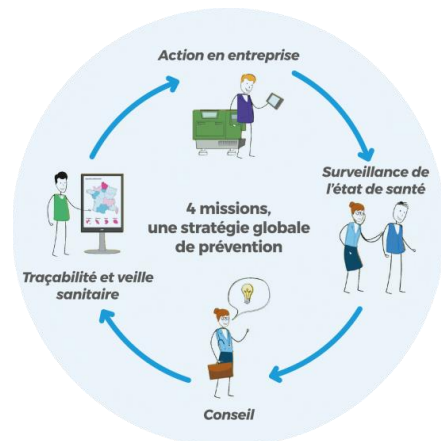 Action en entreprise
Surveillance de
l'état de santé
4 missions,
une stratégie globale
de prévention
Traçabilité et veille
sanitaire
Conseil